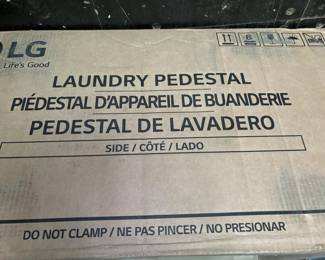 LG
Life's Good
LAUNDRY PEDESTAL
PIÉDESTAL D'APPAREIL DE BUANDERIE
PEDESTAL DE LAVADERO
SIDE / CÔTÉ / LADO
DO NOT CLAMP / NE PAS PINCER / NO PRESIONAR